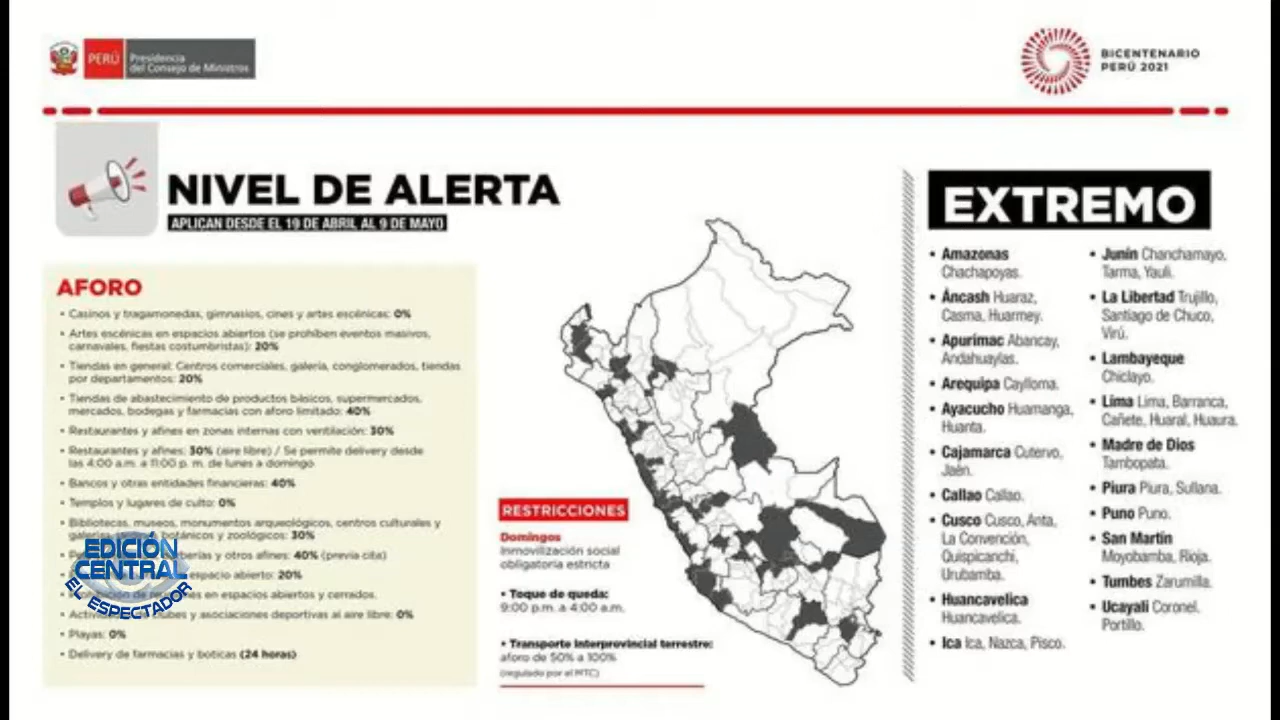 PERÚ
Presidencia
del Consejo de Ministros
BICENTENARIO
PERÚ 2021
NIVEL DE ALERTA
APLICAN DESDE EL 19 DE ABRIL AL 9 DE MAYO
AFORO
• Casinos y tragamonedas, gimnasios, cines y artes escénicas: 0%
• Artes escénicas en espacios abiertos (se prohíben eventos masivos,
carnavales, fiestas costumbristas): 20%
• Tiendas en general: Centros comerciales, galería, conglomerados, tiendas
por departamentos: 20%
• Tiendas de abastecimiento de productos básicos, supermercados,
mercados, bodegas y farmacias con aforo limitado: 40%
• Restaurantes y afines en zonas internas con ventilación: 30%
• Restaurantes y afines: 30% (aire libre) / Se permite delivery desde
las 4:00 a.m. a 11:00 p. m. de lunes a domingo
• Bancos y otras entidades financieras: 40%
• Templos y lugares de culto: 0%
• Bibliotecas, museos, monumentos arqueológicos, centros culturales y
y zoológicos: 30%
y otros afines: 40% (previa cita)
espacio abierto: 20%
en espacios abiertos y cerrados.
y asociaciones deportivas al aire libre: 0%
• Playas: 0%
• Delivery de farmacias y boticas (24 horas)
EDICIÓN
CENTRAL
EL ESPECTADOR
RESTRICCIONES
Domingos
Inmovilización social
obligatoria estricta
• Toque de queda:
9:00 p.m. a 4:00 a.m.
• Transporte Interprovincial terrestre:
aforo de 50% a 100%
(regulado por el MTC)
EXTREMO
• Amazonas
Chachapoyas.
• Áncash Huaraz,
Casma, Huarmey.
• Apurímac Abancay,
Andahuaylas.
• Arequipa Caylloma.
• Ayacucho Huamanga,
Huanta.
• Cajamarca Cutervo,
Jaén.
• Callao Callao.
• Cusco Cusco, Anta,
La Convención,
Quispicanchi,
Urubamba.
• Huancavelica
Huancavelica.
• Ica Ica, Nazca, Pisco.
• Junín Chanchamayo,
Tarma, Yauli.
• La Libertad Trujillo,
Santiago de Chuco,
Virú.
• Lambayeque
Chiclayo.
• Lima Lima, Barranca,
Cañete, Huaral, Huaura.
• Madre de Dios
Tambopata.
• Piura Piura, Sullana.
• Puno Puno.
• San Martín
Moyobamba, Rioja.
• Tumbes Zarumilla.
• Ucayali Coronel.
Portillo.